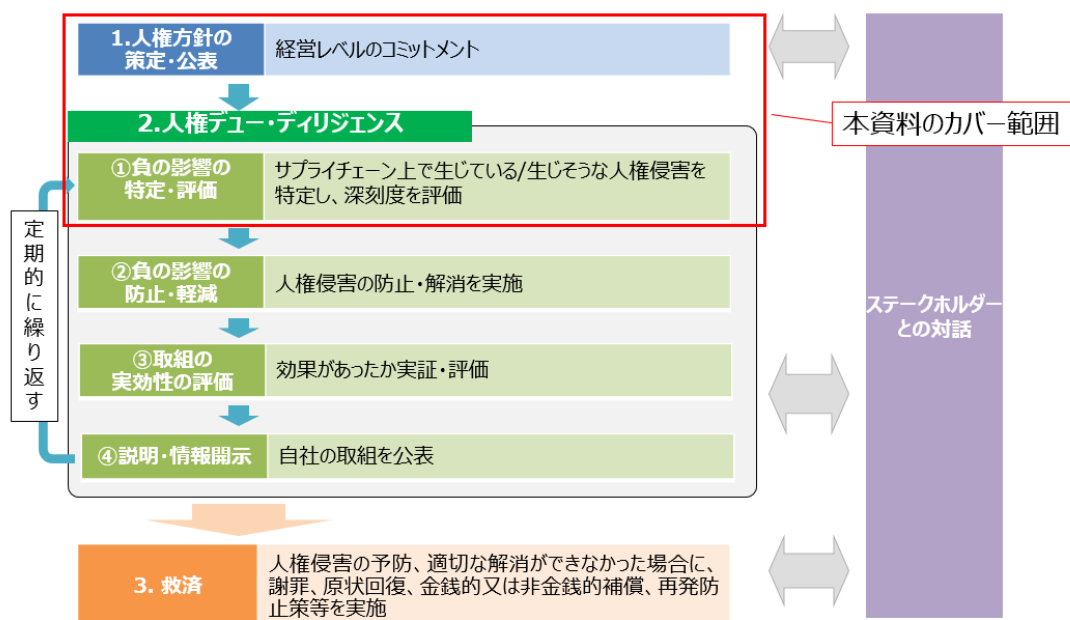 1.人権方針の
策定・公表
経営レベルのコミットメント
2.人権デュー・ディリジェンス
本資料のカバー範囲
①負の影響の
特定・評価
サプライチェーン上で生じている/生じそうな人権侵害を
特定し、深刻度を評価
定期的に繰り返す
②負の影響の
防止・軽減
人権侵害の防止・解消を実施
ステークホルダー
との対話
③取組の
実効性の評価
効果があったか実証・評価
④説明・情報開示
自社の取組を公表
3. 救済
人権侵害の予防、適切な解消ができなかった場合に、
謝罪、原状回復、金銭的又は非金銭的補償、再発防
止策等を実施